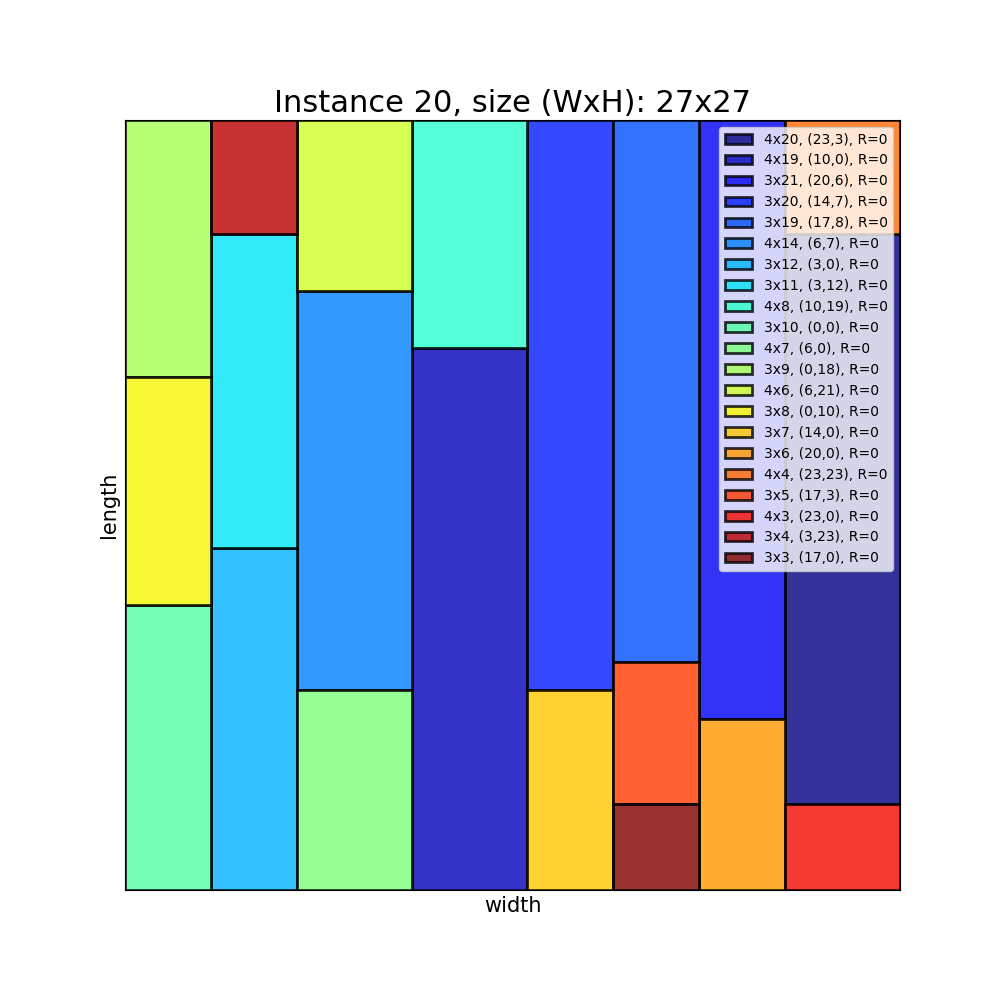 Instance 20, size (WxH): 27x27
4x20, (23,3), R=0
4x19, (10,0), R=0
3x21, (20,6), R=0
3x20, (14,7), R=0
3x19, (17,8), R=0
4x14, (6,7), R=0
3x12, (3,0), R=0
3x11, (3,12), R=0
4x8, (10,19), R=0
3x10, (0,0), R=0
4x7, (6,0), R=0
3x9, (0,18), R=0
4x6, (6,21), R=0
3x8, (0,10), R=0
3x7, (14,0), R=0
3x6, (20,0), R=0
4x4, (23,23), R=0
3x5, (17,3), R=0
4x3, (23,0), R=0
3x4, (3,23), R=0
3x3, (17,0), R=0
length
width